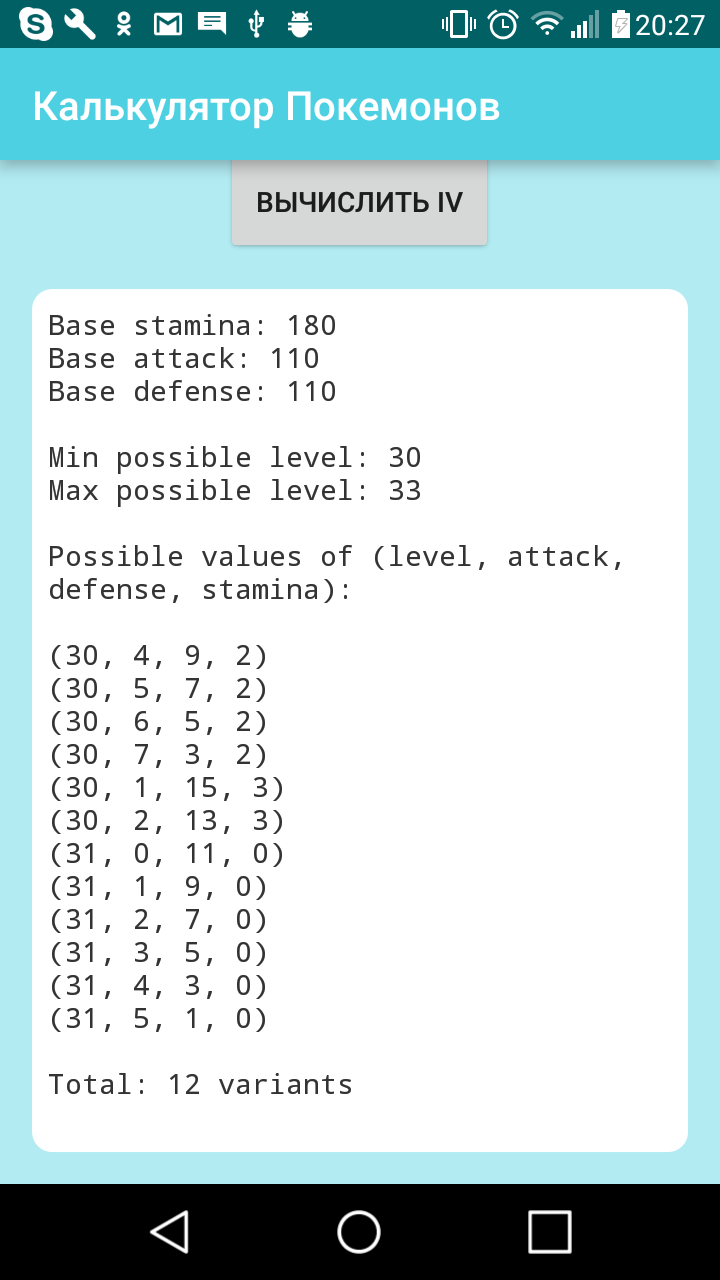 20:27
Калькулятор Покемонов
ВЫЧИСЛИТЬ IV
Base stamina: 180
Base attack: 110
Base defense: 110
Min possible level: 30
Max possible level: 33
Possible values of (level, attack,
defense, stamina):
(30, 4, 9, 2)
(30, 5, 7, 2)
(30, 6, 5, 2)
(30, 7, 3, 2)
(30, 1, 15, 3)
(30, 2, 13, 3)
(31, 0, 11, 0)
(31, 1, 9, 0)
(31, 2, 7, 0)
(31, 3, 5, 0)
(31, 4, 3, 0)
(31, 5, 1, 0)
Total: 12 variants